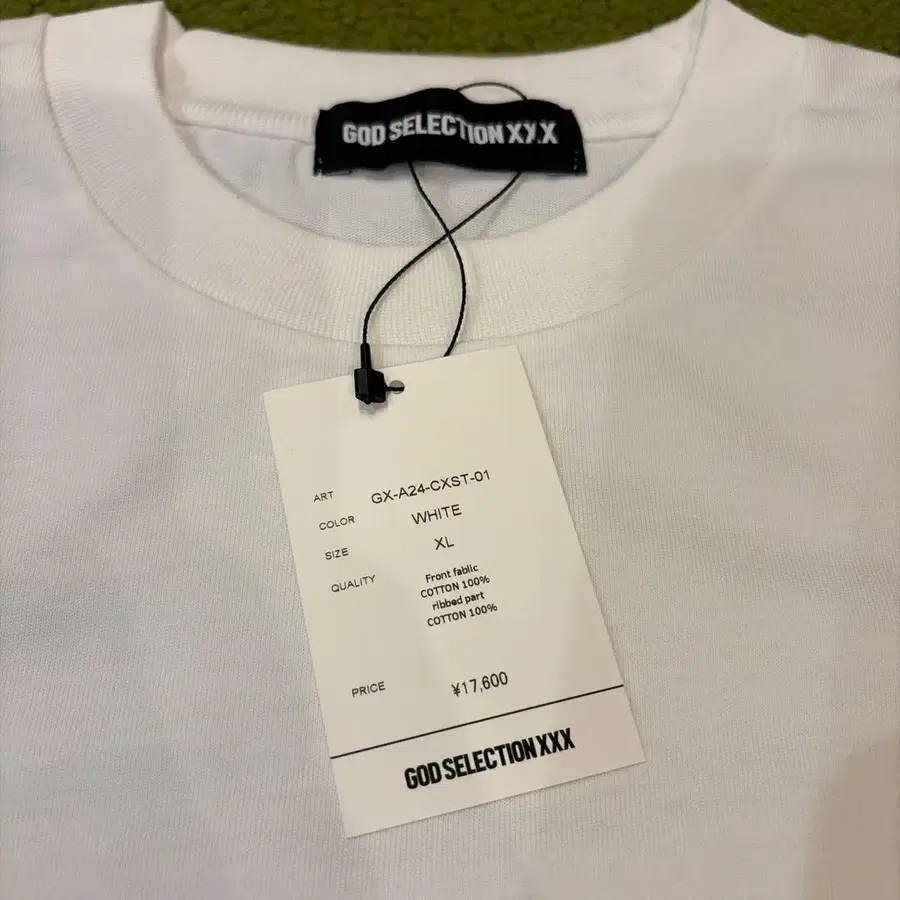 GOD SELECTION XXX
ART GX-A24-CXST-01
COLOR WHITE
SIZE XL
QUALITY Front fablic
COTTON 100%
ribbed part
COTTON 100%
PRICE ¥17,600
GOD SELECTION XXX